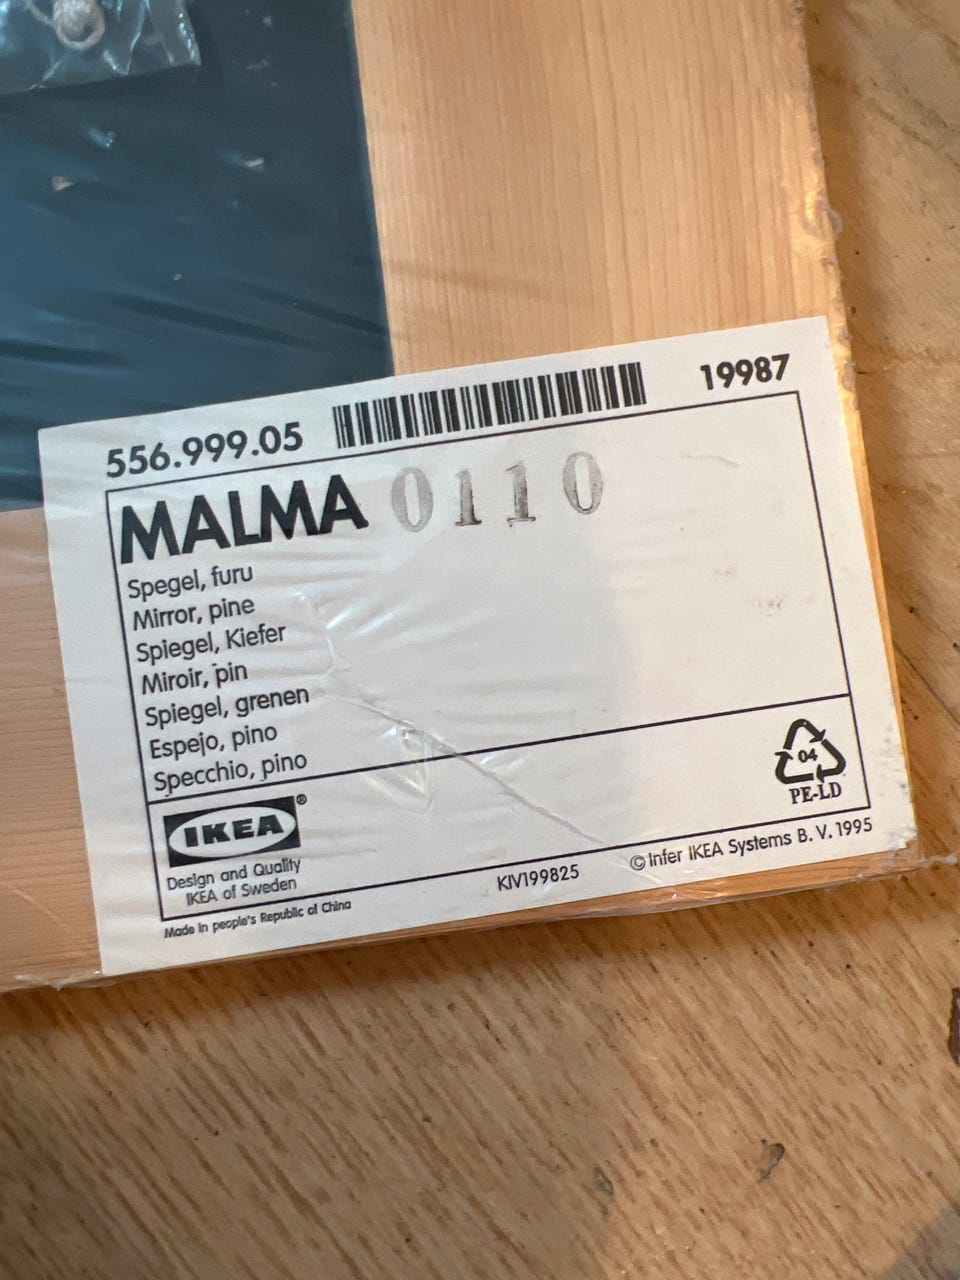 556.999.05
19987
MALMA 0110
Spegel, furu
Mirror, pine
Spiegel, Kiefer
Miroir, pin
Spiegel, grenen
Espejo, pino
Specchio, pino
04
PE-LD
IKEA®
Design and Quality
IKEA of Sweden
KIV199825
© Infer IKEA Systems B. V. 1995
Made in people's Republic of China